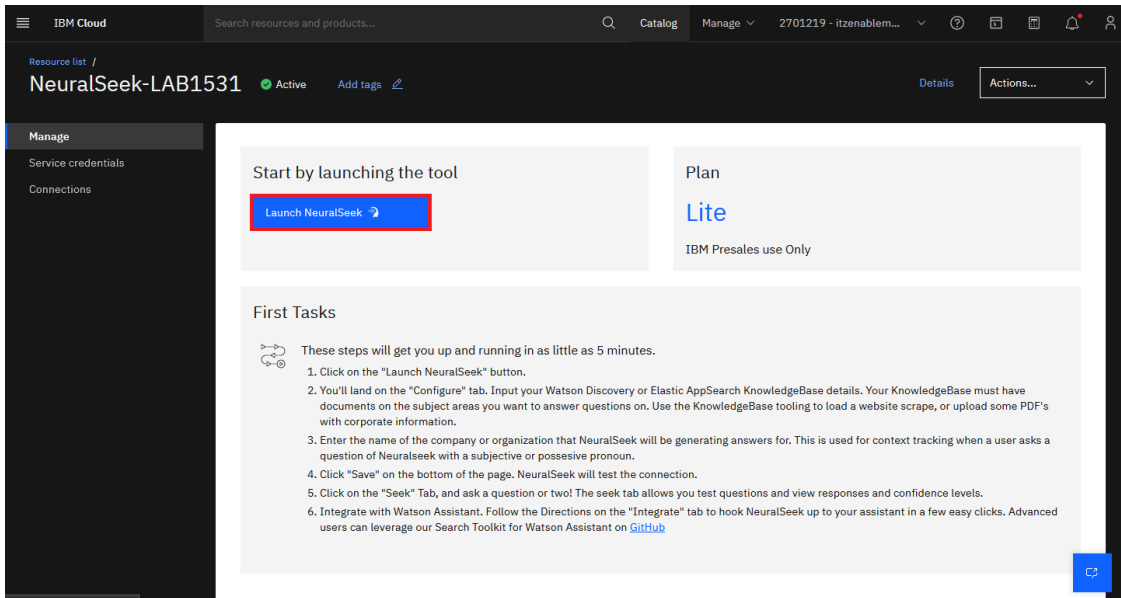 IBM Cloud
Search resources and products...
Catalog
Manage
2701219 - itzenablem...
Resource list /
NeuralSeek-LAB1531
Active
Add tags
Details
Actions...
Manage
Service credentials
Connections
Start by launching the tool
Launch NeuralSeek
Plan
Lite
IBM Presales use Only
First Tasks
These steps will get you up and running in as little as 5 minutes.
1. Click on the "Launch NeuralSeek" button.
2. You'll land on the "Configure" tab. Input your Watson Discovery or Elastic AppSearch KnowledgeBase details. Your KnowledgeBase must have
documents on the subject areas you want to answer questions on. Use the KnowledgeBase tooling to load a website scrape, or upload some PDF's
with corporate information.
3. Enter the name of the company or organization that NeuralSeek will be generating answers for. This is used for context tracking when a user asks a
question of Neuralseek with a subjective or possesive pronoun.
4. Click "Save" on the bottom of the page. NeuralSeek will test the connection.
5. Click on the "Seek" Tab, and ask a question or two! The seek tab allows you test questions and view responses and confidence levels.
6. Integrate with Watson Assistant. Follow the Directions on the "Integrate" tab to hook NeuralSeek up to your assistant in a few easy clicks. Advanced
users can leverage our Search Toolkit for Watson Assistant on GitHub